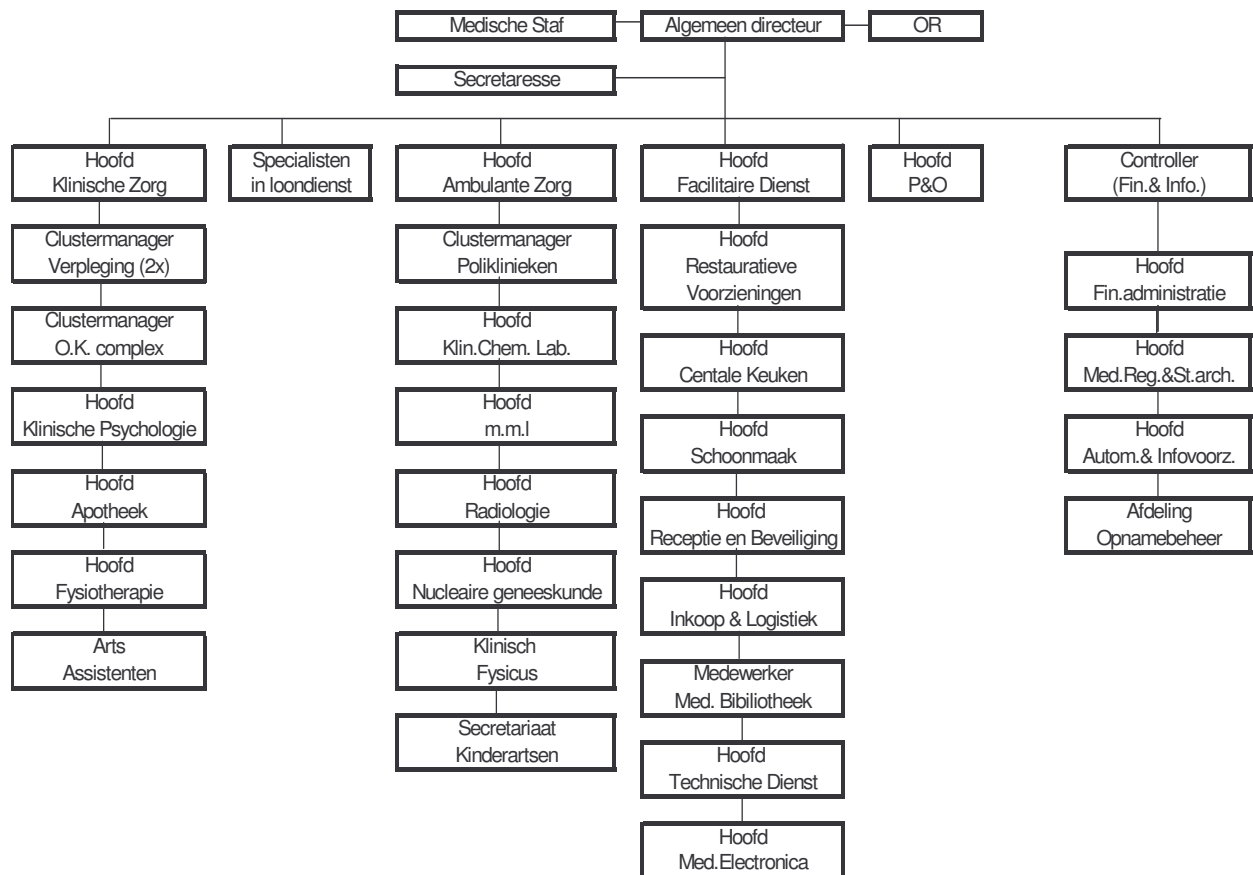 Medische Staf
Algemeen directeur
OR
Secretaresse
Hoofd
Klinische Zorg
Specialisten
in loondienst
Hoofd
Ambulante Zorg
Hoofd
Facilitaire Dienst
Hoofd
P&O
Controller
(Fin.& Info.)
Clustermanager
Verpleging (2x)
Clustermanager
O.K. complex
Hoofd
Klinische Psychologie
Hoofd
Apotheek
Hoofd
Fysiotherapie
Arts
Assistenten
Clustermanager
Poliklinieken
Hoofd
Klin.Chem. Lab.
Hoofd
m.m.l
Hoofd
Radiologie
Hoofd
Nucleaire geneeskunde
Klinisch
Fysicus
Secretariaat
Kinderartsen
Hoofd
Restauratieve
Voorzieningen
Hoofd
Centale Keuken
Hoofd
Schoonmaak
Hoofd
Receptie en Beveiliging
Hoofd
Inkoop & Logistiek
Medewerker
Med. Bibiliotheek
Hoofd
Technische Dienst
Hoofd
Med.Electronica
Hoofd
Fin.administratie
Hoofd
Med.Reg.&St.arch.
Hoofd
Autom.& Infovoorz.
Afdeling
Opnamebeheer